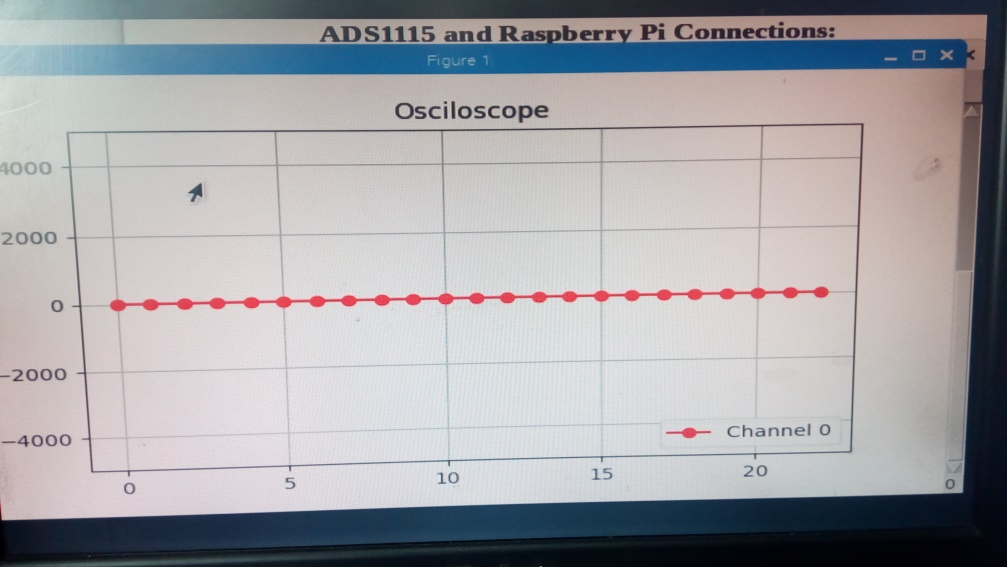 ADS1115 and Raspberry Pi Connections:
Figure 1
Osciloscope
4000
2000
0
−2000
−4000
Channel 0
0 5 10 15 20
0